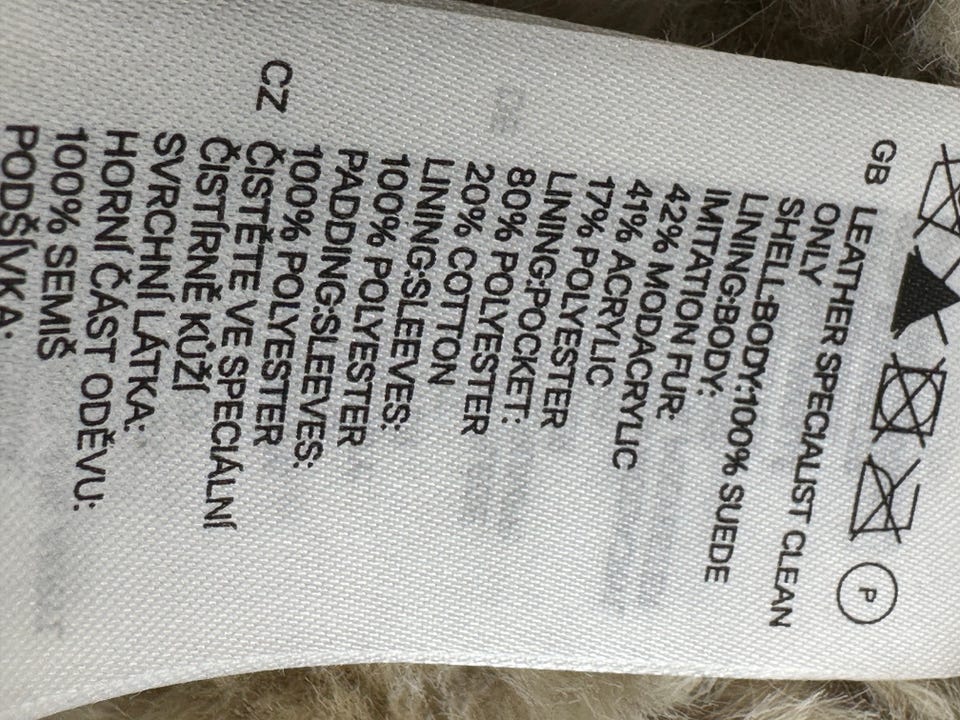 P
GB LEATHER SPECIALIST CLEAN
ONLY
SHELL:BODY:100% SUEDE
LINING:BODY:
IMITATION FUR:
42% MODACRYLIC
41% ACRYLIC
17% POLYESTER
LINING:POCKET:
80% POLYESTER
20% COTTON
LINING:SLEEVES:
100% POLYESTER
PADDING:SLEEVES:
100% POLYESTER
CZ ČISTĚTE VE SPECIÁLNÍ
ČISTÍRNĚ KŮŽÍ
SVRCHNÍ LÁTKA:
HORNÍ ČÁST ODĚVU:
100% SEMIŠ
PODŠÍVKA: